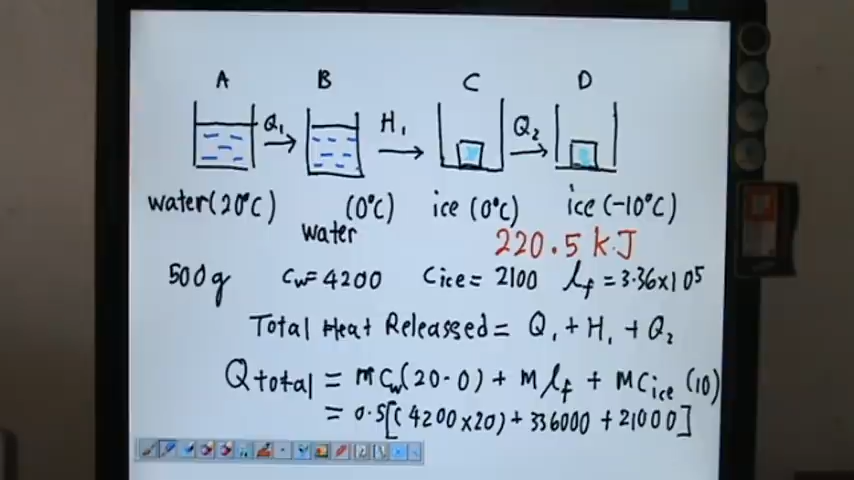 A B C D
Q₁ H₁ Q₂
water(20°C) (0°C) ice (0°C) ice (-10°C)
water
220.5 kJ
500g Cw=4200 Cice= 2100 lf =3.36x10⁵
Total Heat Releassed= Q₁ + H₁ + Q₂
Qtotal = mCw(20-0) + mlf + mCice (10)
= 0.5[(4200x20)+336000 +21000]